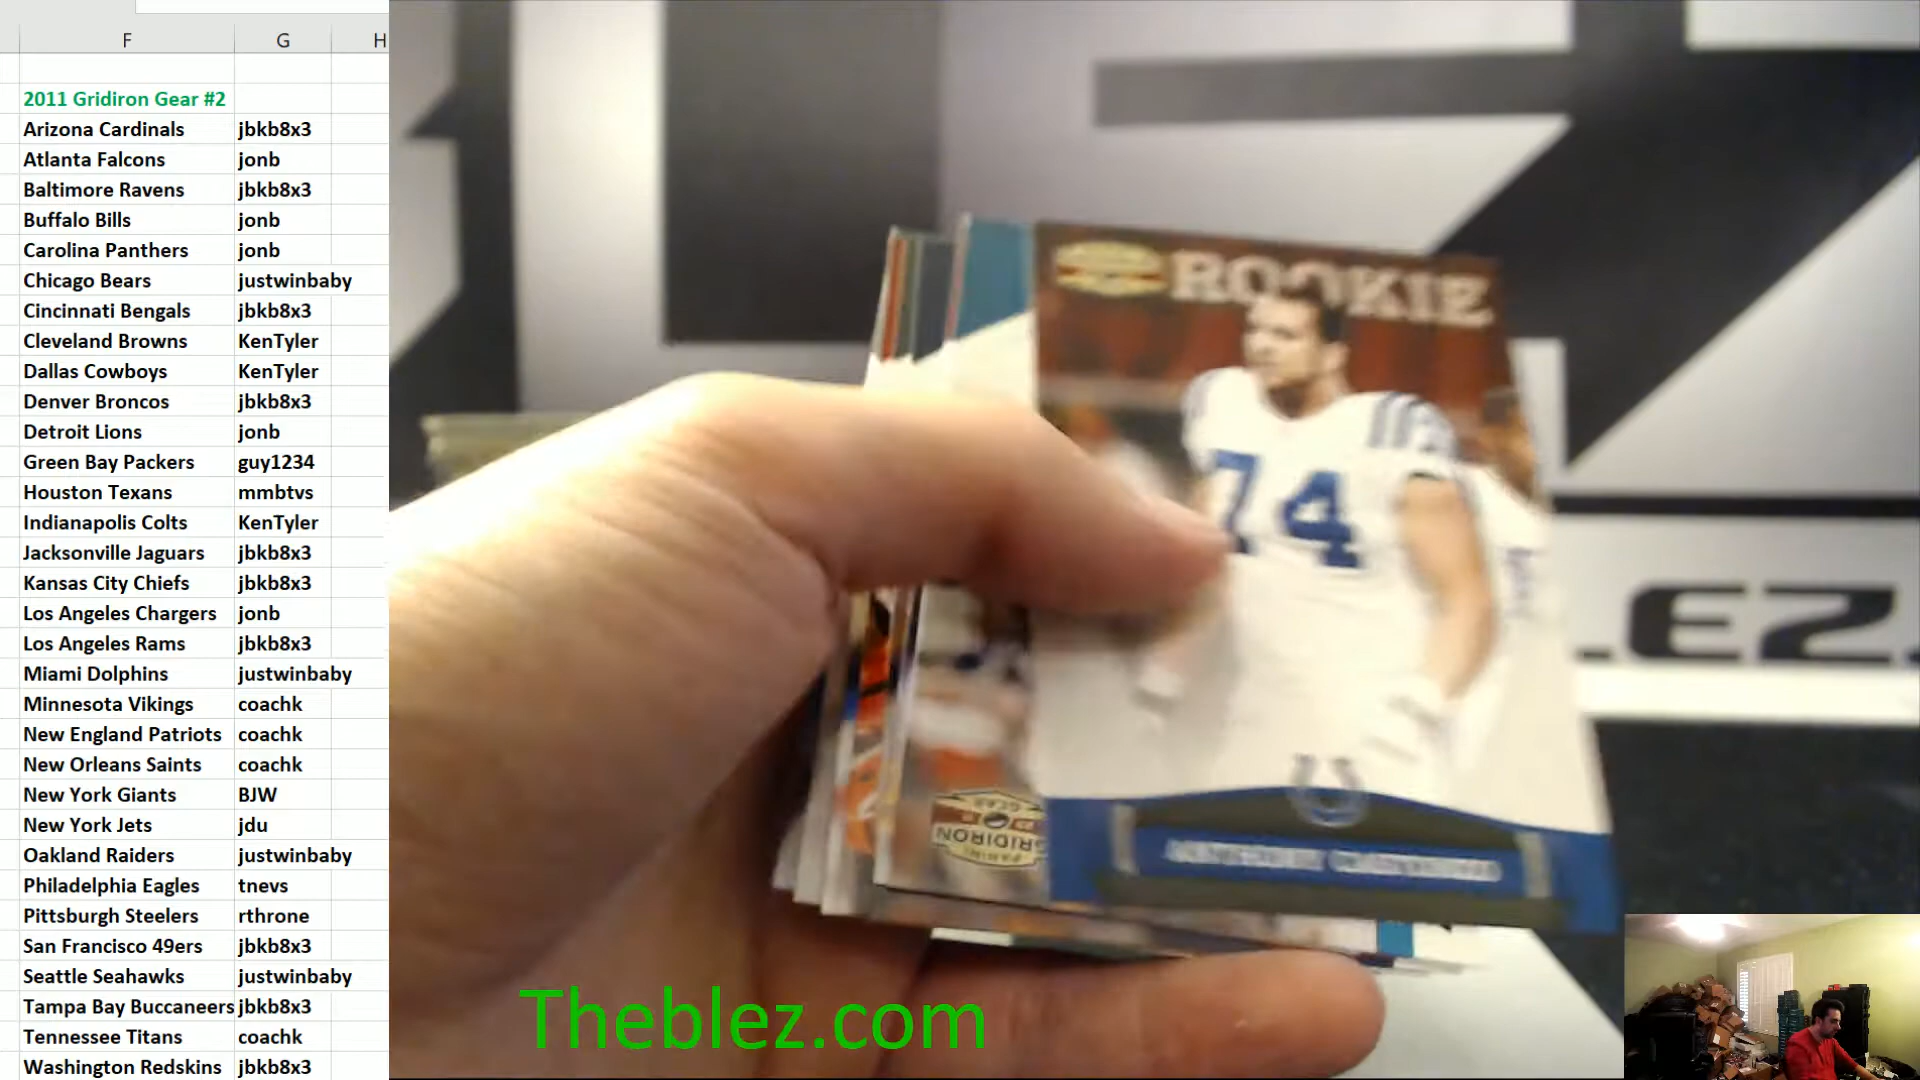 F G H
2011 Gridiron Gear #2
Arizona Cardinals jbkb8x3
Atlanta Falcons jonb
Baltimore Ravens jbkb8x3
Buffalo Bills jonb
Carolina Panthers jonb
Chicago Bears justwinbaby
Cincinnati Bengals jbkb8x3
Cleveland Browns KenTyler
Dallas Cowboys KenTyler
Denver Broncos jbkb8x3
Detroit Lions jonb
Green Bay Packers guy1234
Houston Texans mmbtvs
Indianapolis Colts KenTyler
Jacksonville Jaguars jbkb8x3
Kansas City Chiefs jbkb8x3
Los Angeles Chargers jonb
Los Angeles Rams jbkb8x3
Miami Dolphins justwinbaby
Minnesota Vikings coachk
New England Patriots coachk
New Orleans Saints coachk
New York Giants BJW
New York Jets jdu
Oakland Raiders justwinbaby
Philadelphia Eagles tnevs
Pittsburgh Steelers rthrone
San Francisco 49ers jbkb8x3
Seattle Seahawks justwinbaby
Tampa Bay Buccaneers jbkb8x3
Tennessee Titans coachk
Washington Redskins jbkb8x3
ROOKIE
74
PANINI
GRIDIRON
GEAR
.EZ.
Theblez.com